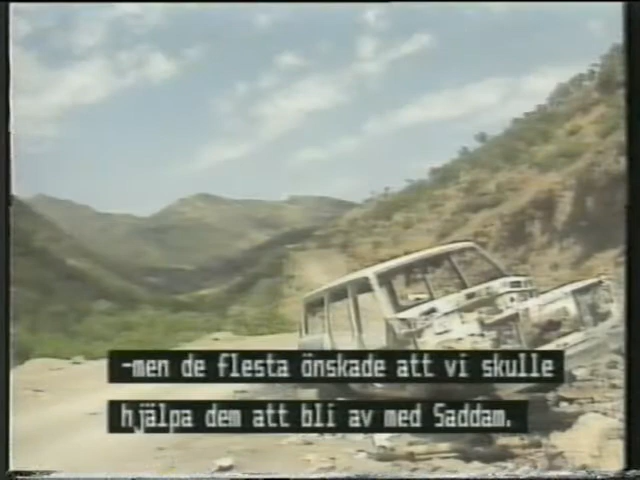 -men de flesta önskade att vi skulle
hjälpa dem att bli av med Saddam.